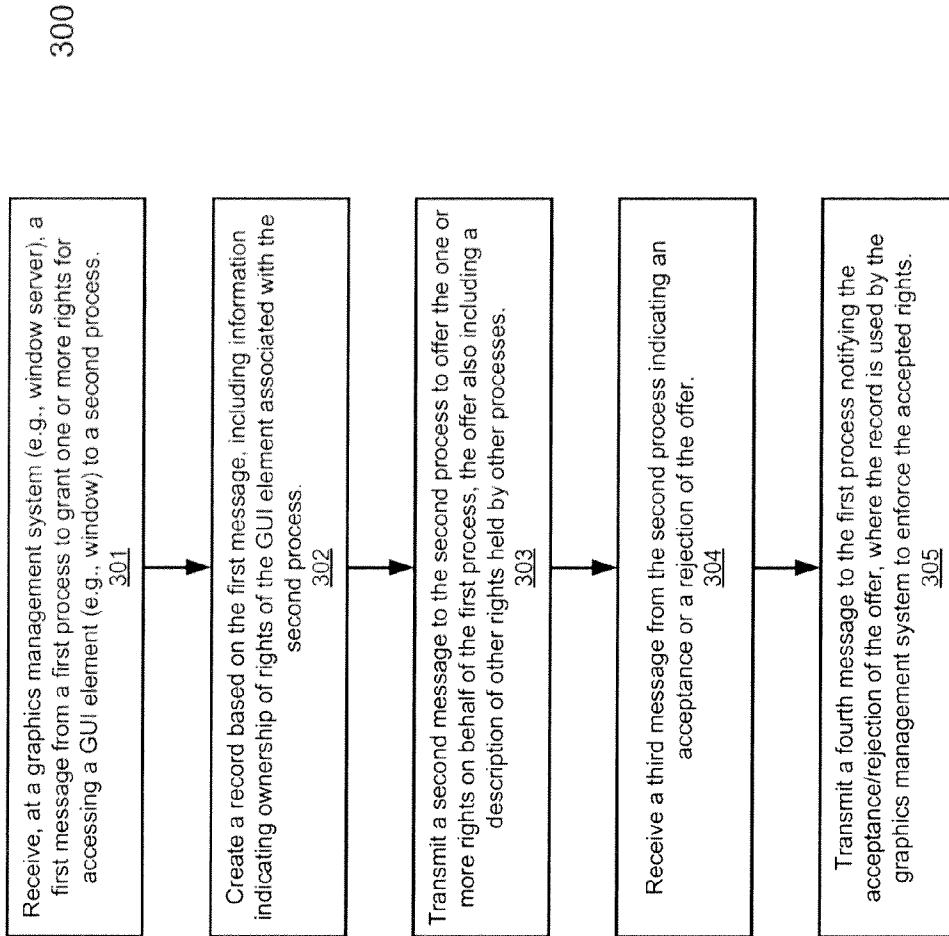 300
Receive, at a graphics management system (e.g., window server), a
first message from a first process to grant one or more rights for
accessing a GUI element (e.g., window) to a second process.
301
Create a record based on the first message, including information
indicating ownership of rights of the GUI element associated with the
second process.
302
Transmit a second message to the second process to offer the one or
more rights on behalf of the first process, the offer also including a
description of other rights held by other processes.
303
Receive a third message from the second process indicating an
acceptance or a rejection of the offer.
304
Transmit a fourth message to the first process notifying the
acceptance/rejection of the offer, where the record is used by the
graphics management system to enforce the accepted rights.
305